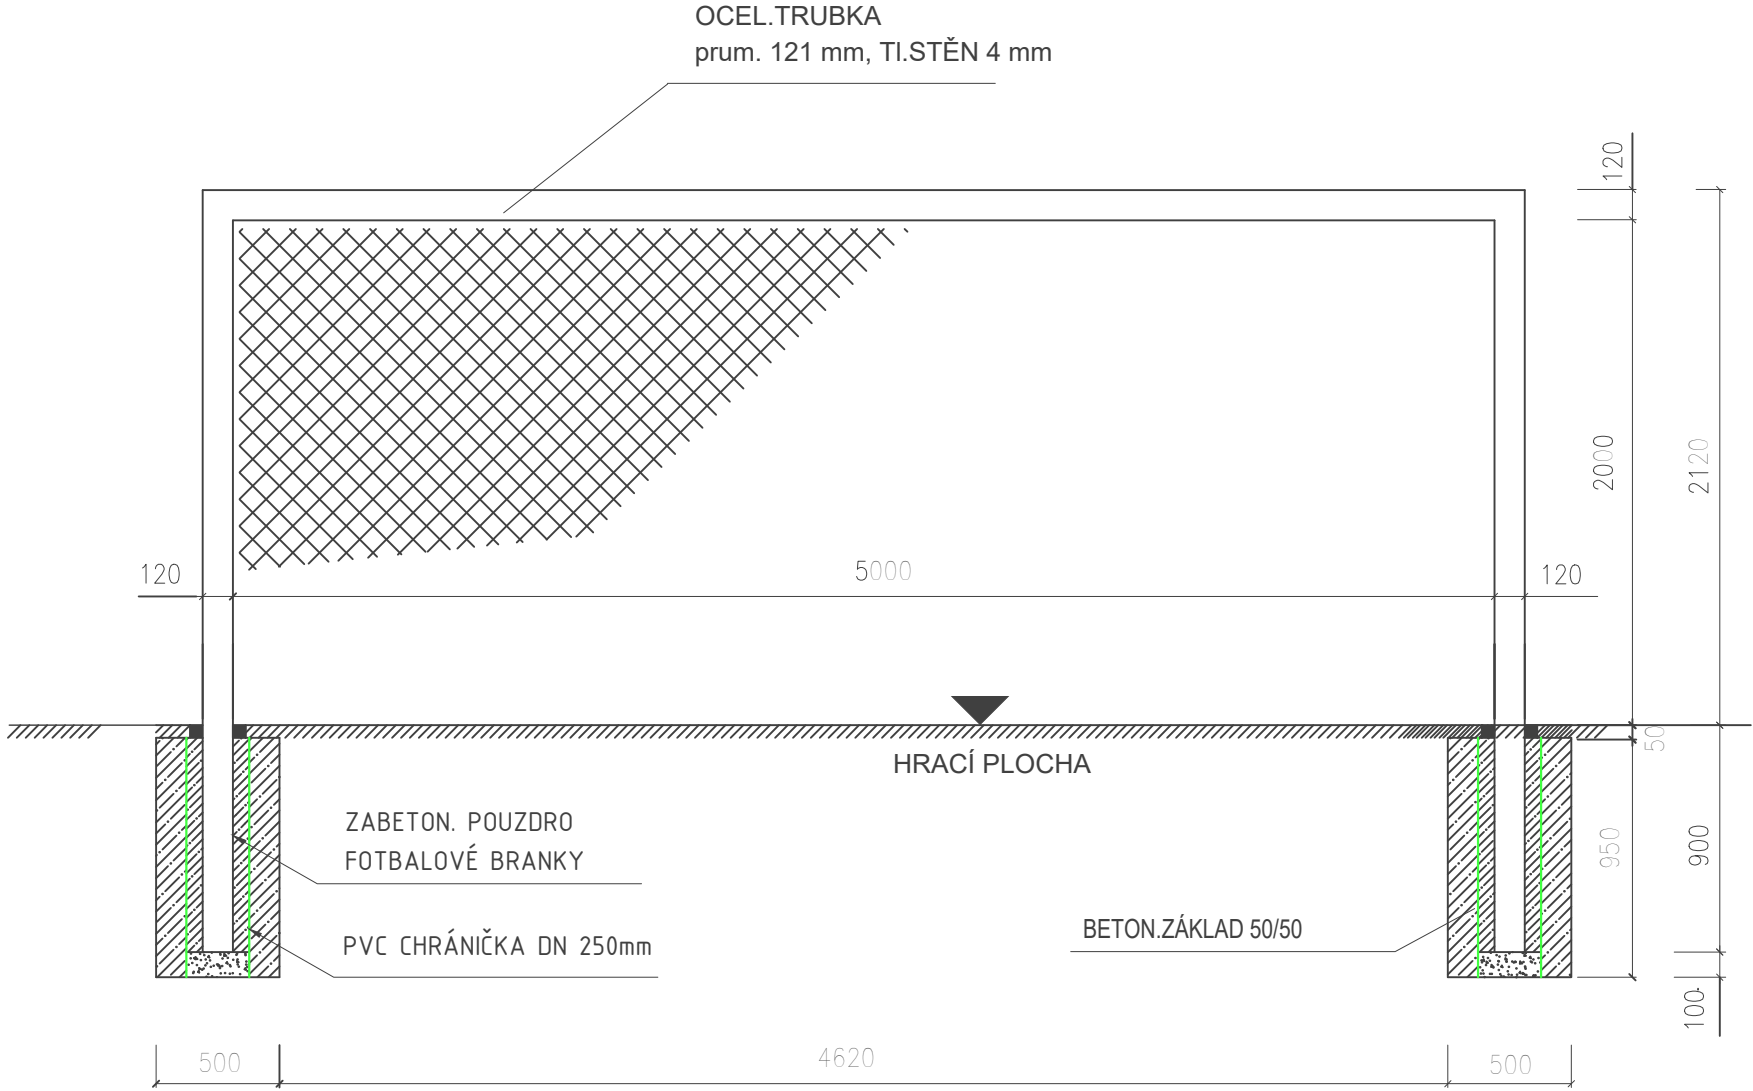 OCEL.TRUBKA
prum. 121 mm, Tl.STĚN 4 mm
120
2000
2120
120
5000
120
50
HRACÍ PLOCHA
ZABETON. POUZDRO
FOTBALOVÉ BRANKY
950
900
BETON.ZÁKLAD 50/50
PVC CHRÁNIČKA DN 250mm
100
500
4620
500